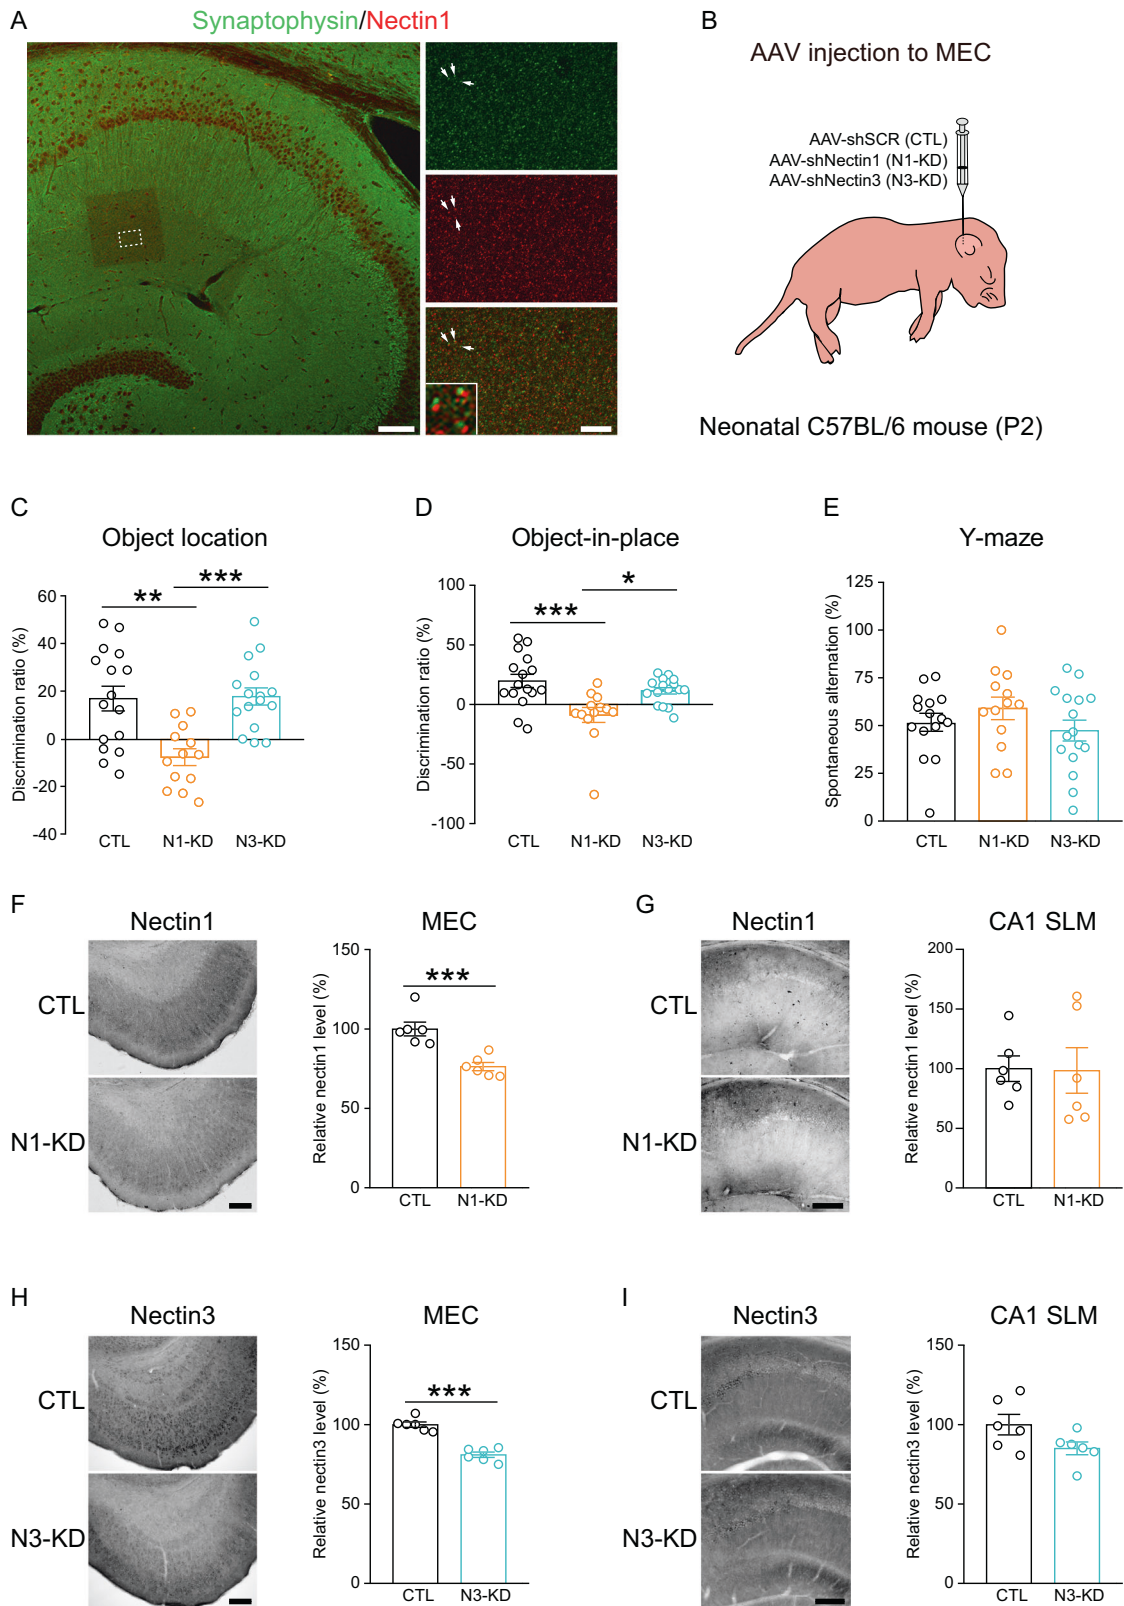 A
Synaptophysin/Nectin1
B
AAV injection to MEC
AAV-shSCR (CTL)
AAV-shNectin1 (N1-KD)
AAV-shNectin3 (N3-KD)
Neonatal C57BL/6 mouse (P2)
C
Object location
** ***
Discrimination ratio (%)
60
40
20
0
-20
-40
CTL N1-KD N3-KD
D
Object-in-place
*** *
Discrimination ratio (%)
100
50
0
-50
-100
CTL N1-KD N3-KD
E
Y-maze
Spontaneous alternation (%)
125
100
75
50
25
0
CTL N1-KD N3-KD
F
Nectin1
CTL
N1-KD
MEC
***
Relative nectin1 level (%)
150
100
50
0
CTL N1-KD
G
Nectin1
CTL
N1-KD
CA1 SLM
Relative nectin1 level (%)
200
150
100
50
0
CTL N1-KD
H
Nectin3
CTL
N3-KD
MEC
***
Relative nectin3 level (%)
150
100
50
0
CTL N3-KD
I
Nectin3
CTL
N3-KD
CA1 SLM
Relative nectin3 level (%)
150
100
50
0
CTL N3-KD